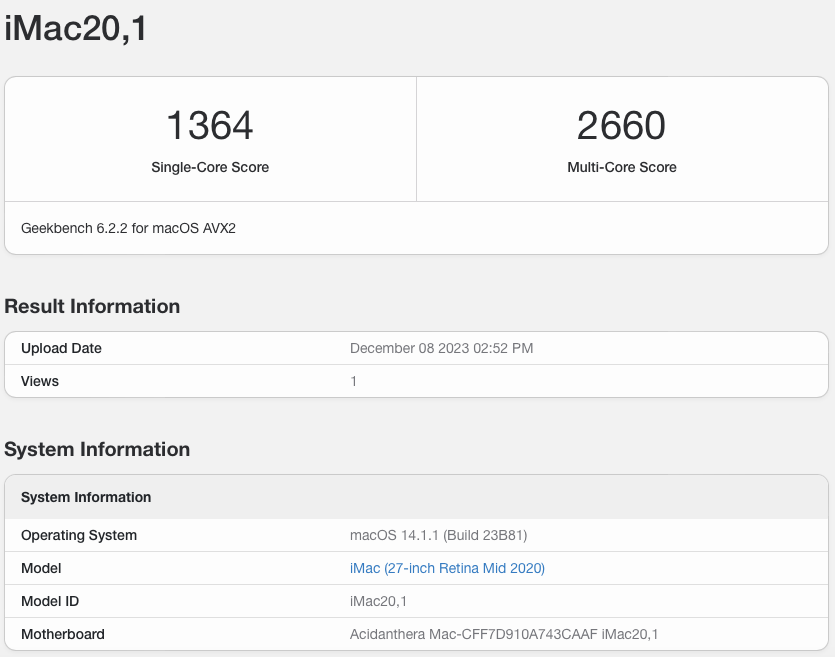 iMac20,1
1364 2660
Single-Core Score Multi-Core Score
Geekbench 6.2.2 for macOS AVX2
Result Information
Upload Date December 08 2023 02:52 PM
Views 1
System Information
System Information
Operating System macOS 14.1.1 (Build 23B81)
Model iMac (27-inch Retina Mid 2020)
Model ID iMac20,1
Motherboard Acidanthera Mac-CFF7D910A743CAAF iMac20,1